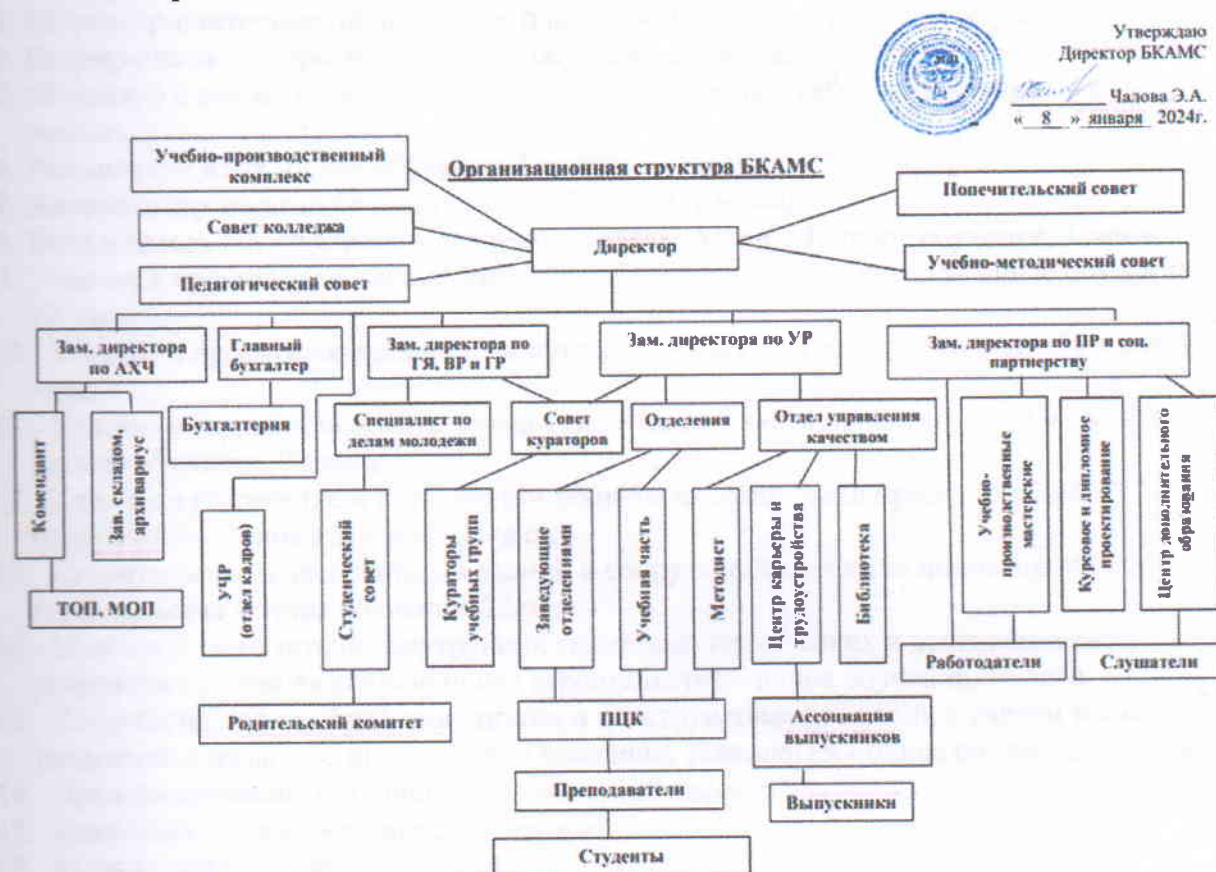 Утверждаю
Директор БКАМС
Чалова Э.А.
« 8 » января 2024г.
Организационная структура БКАМС
Учебно-производственный
комплекс
Совет колледжа
Педагогический совет
Директор
Попечительский совет
Учебно-методический совет
Зам. директора
по АХЧ
Главный
бухгалтер
Зам. директора по
ГЯ, ВР и ГР
Зам. директора по УР
Зам. директора по ПР и соц.
партнерству
Бухгалтерия
Специалист по
делам молодежи
Совет
кураторов
Отделения
Отдел управления
качеством
Комендант
Зав. складом,
архивариус
УЧР
(отдел кадров)
Студенческий
совет
Кураторы
учебных групп
Заведующие
отделениями
Учебная часть
Методист
Центр карьеры и
трудоустройства
Библиотека
Учебно-
производственные
мастерские
Курсовое и дипломное
проектирование
Центр дополнительного
образования
ТОП, МОП
Работодатели
Слушатели
Родительский комитет
ПЦК
Ассоциация
выпускников
Преподаватели
Выпускники
Студенты